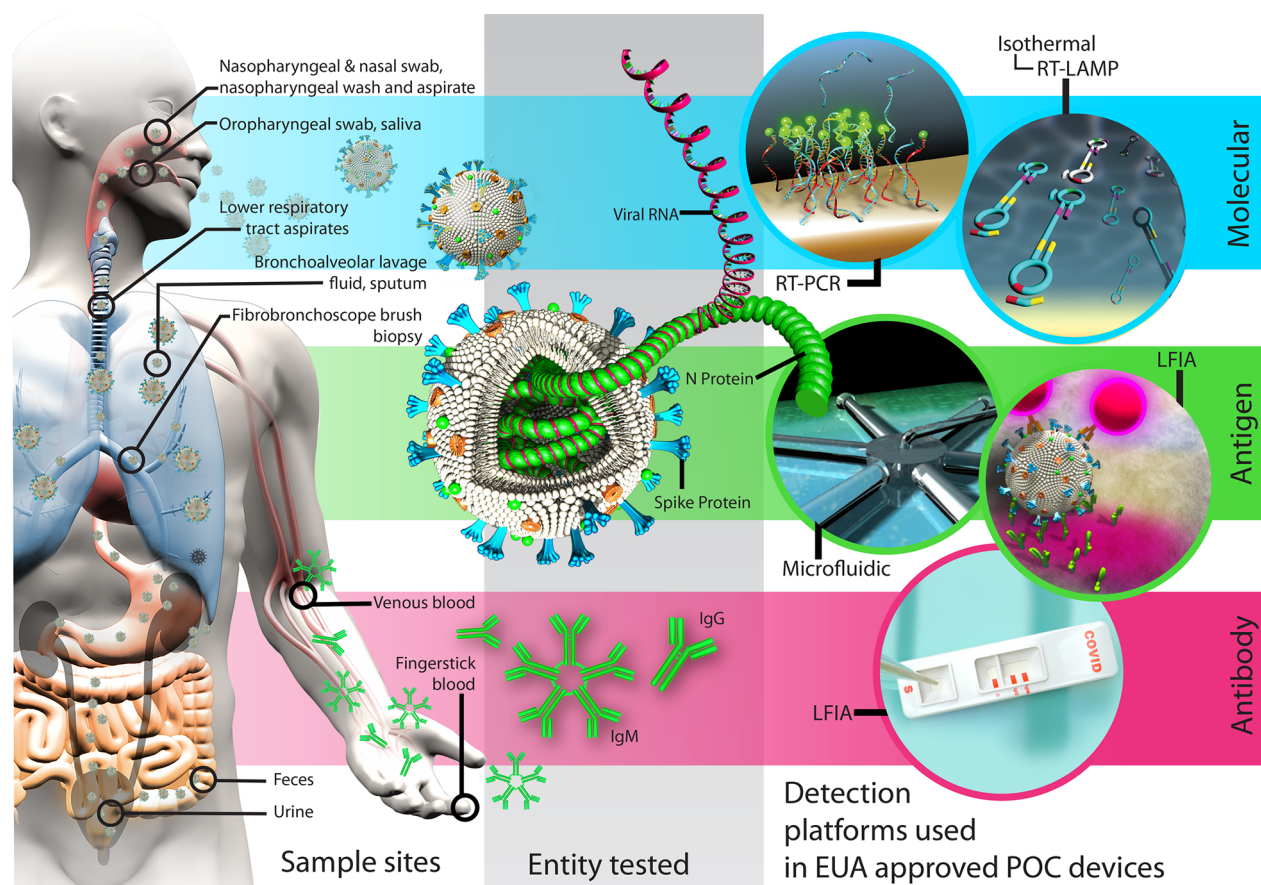 Nasopharyngeal & nasal swab,
nasopharyngeal wash and aspirate
Oropharyngeal swab, saliva
Lower respiratory
tract aspirates
Bronchoalveolar lavage
fluid, sputum
Fibrobronchoscope brush
biopsy
Venous blood
Fingerstick
blood
Feces
Urine
Sample sites
Viral RNA
N Protein
Spike Protein
IgG
IgM
Entity tested
Isothermal
RT-LAMP
RT-PCR
Molecular
LFIA
Microfluidic
Antigen
COVID
S
LFIA
Antibody
Detection
platforms used
in EUA approved POC devices